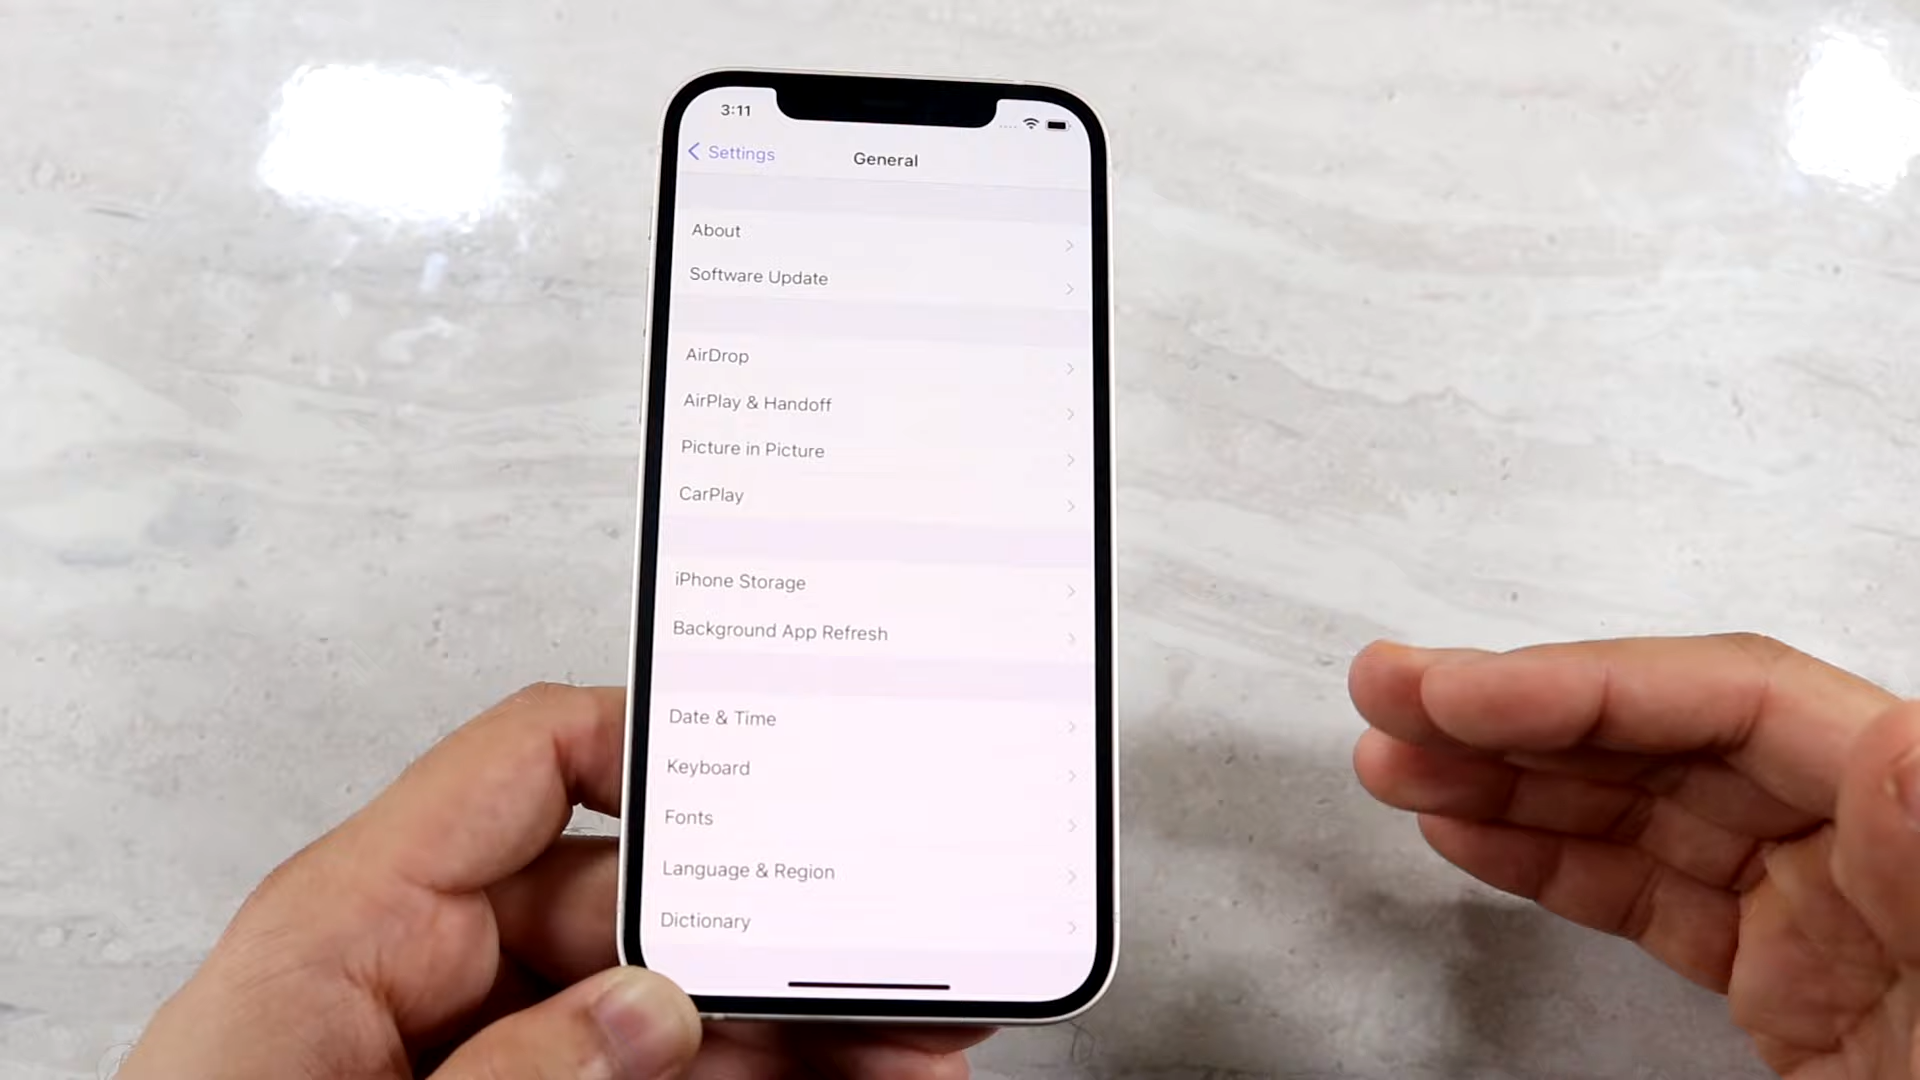 3:11
Settings
General
About
Software Update
AirDrop
AirPlay & Handoff
Picture in Picture
CarPlay
iPhone Storage
Background App Refresh
Date & Time
Keyboard
Fonts
Language & Region
Dictionary